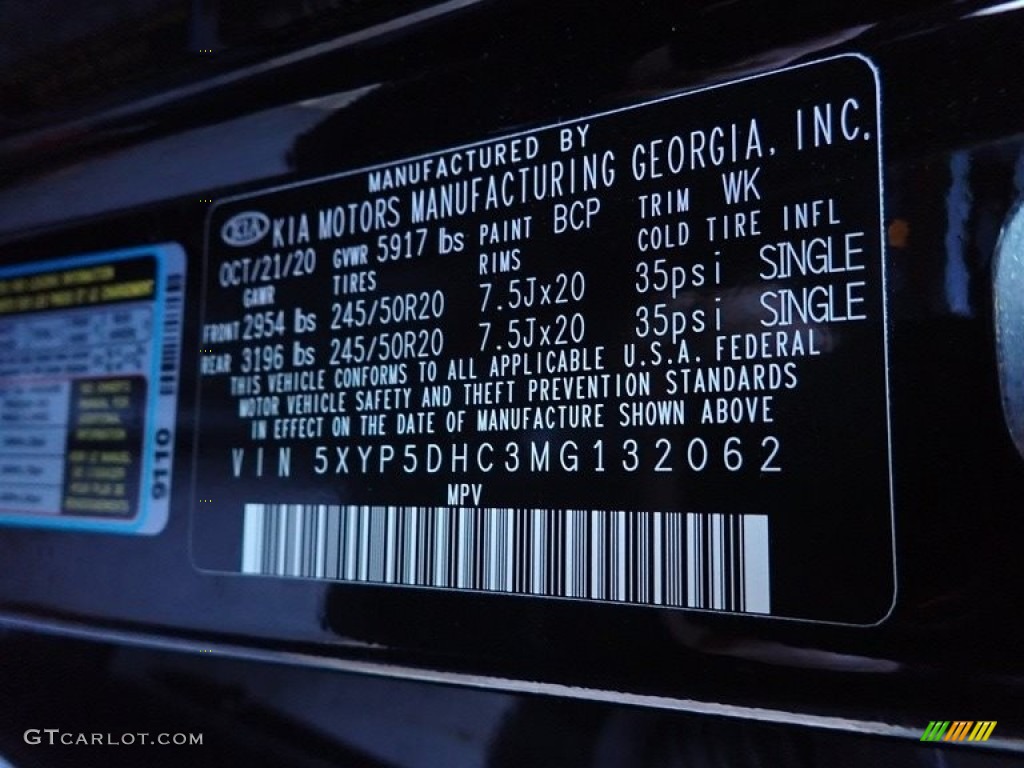 MANUFACTURED BY
KIA KIA MOTORS MANUFACTURING GEORGIA, INC.
OCT/21/20 GVWR 5917 lbs PAINT BCP TRIM WK
GAWR TIRES RIMS COLD TIRE INFL
FRONT 2954 lbs 245/50R20 7.5Jx20 35psi SINGLE
REAR 3196 lbs 245/50R20 7.5Jx20 35psi SINGLE
THIS VEHICLE CONFORMS TO ALL APPLICABLE U.S.A. FEDERAL
MOTOR VEHICLE SAFETY AND THEFT PREVENTION STANDARDS
IN EFFECT ON THE DATE OF MANUFACTURE SHOWN ABOVE
VIN 5XYP5DHC3MG132062
MPV
9110
GTCARLOT.COM